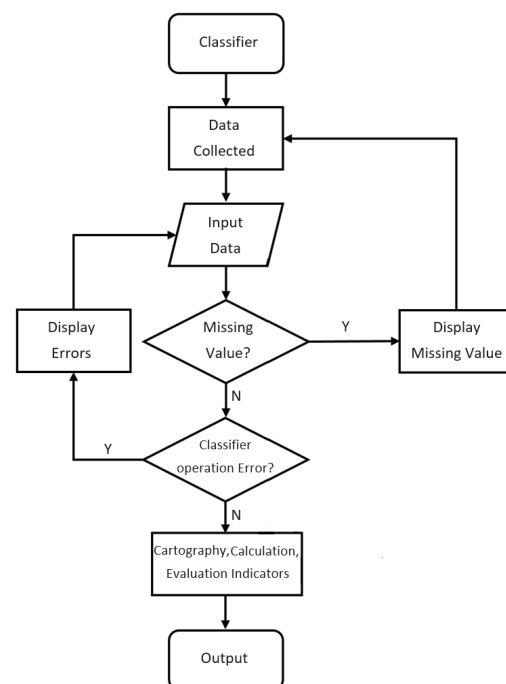 Classifier
Data
Collected
Input
Data
Missing
Value?
Y
Display
Missing Value
Display
Errors
N
Classifier
operation Error?
Y
N
Cartography,Calculation,
Evaluation Indicators
Output